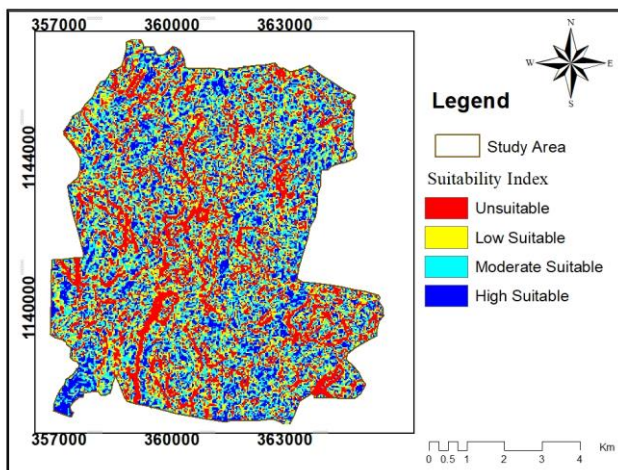 357000 360000 363000
N
W E
S
Legend
Study Area
Suitability Index
Unsuitable
Low Suitable
Moderate Suitable
High Suitable
1144000
1140000
357000 360000 363000
Km
0 0.5 1 2 3 4